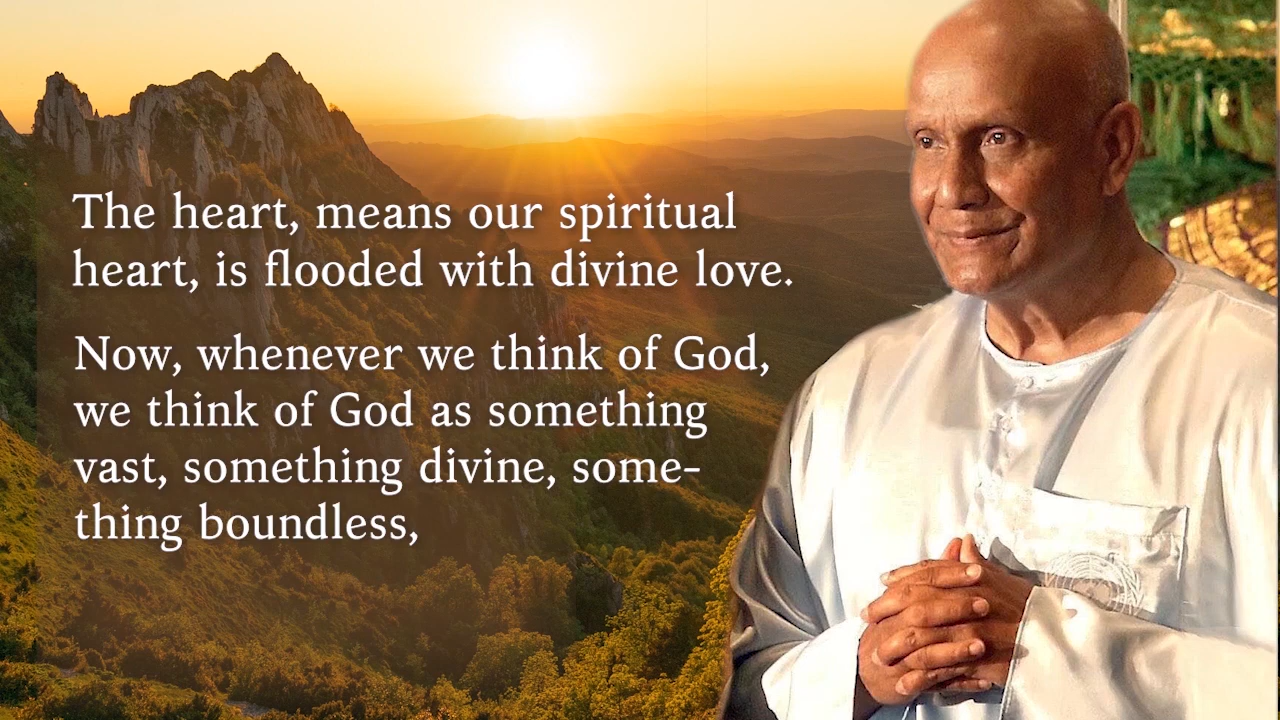 The heart, means our spiritual
heart, is flooded with divine love.
Now, whenever we think of God,
we think of God as something
vast, something divine, some-
thing boundless,